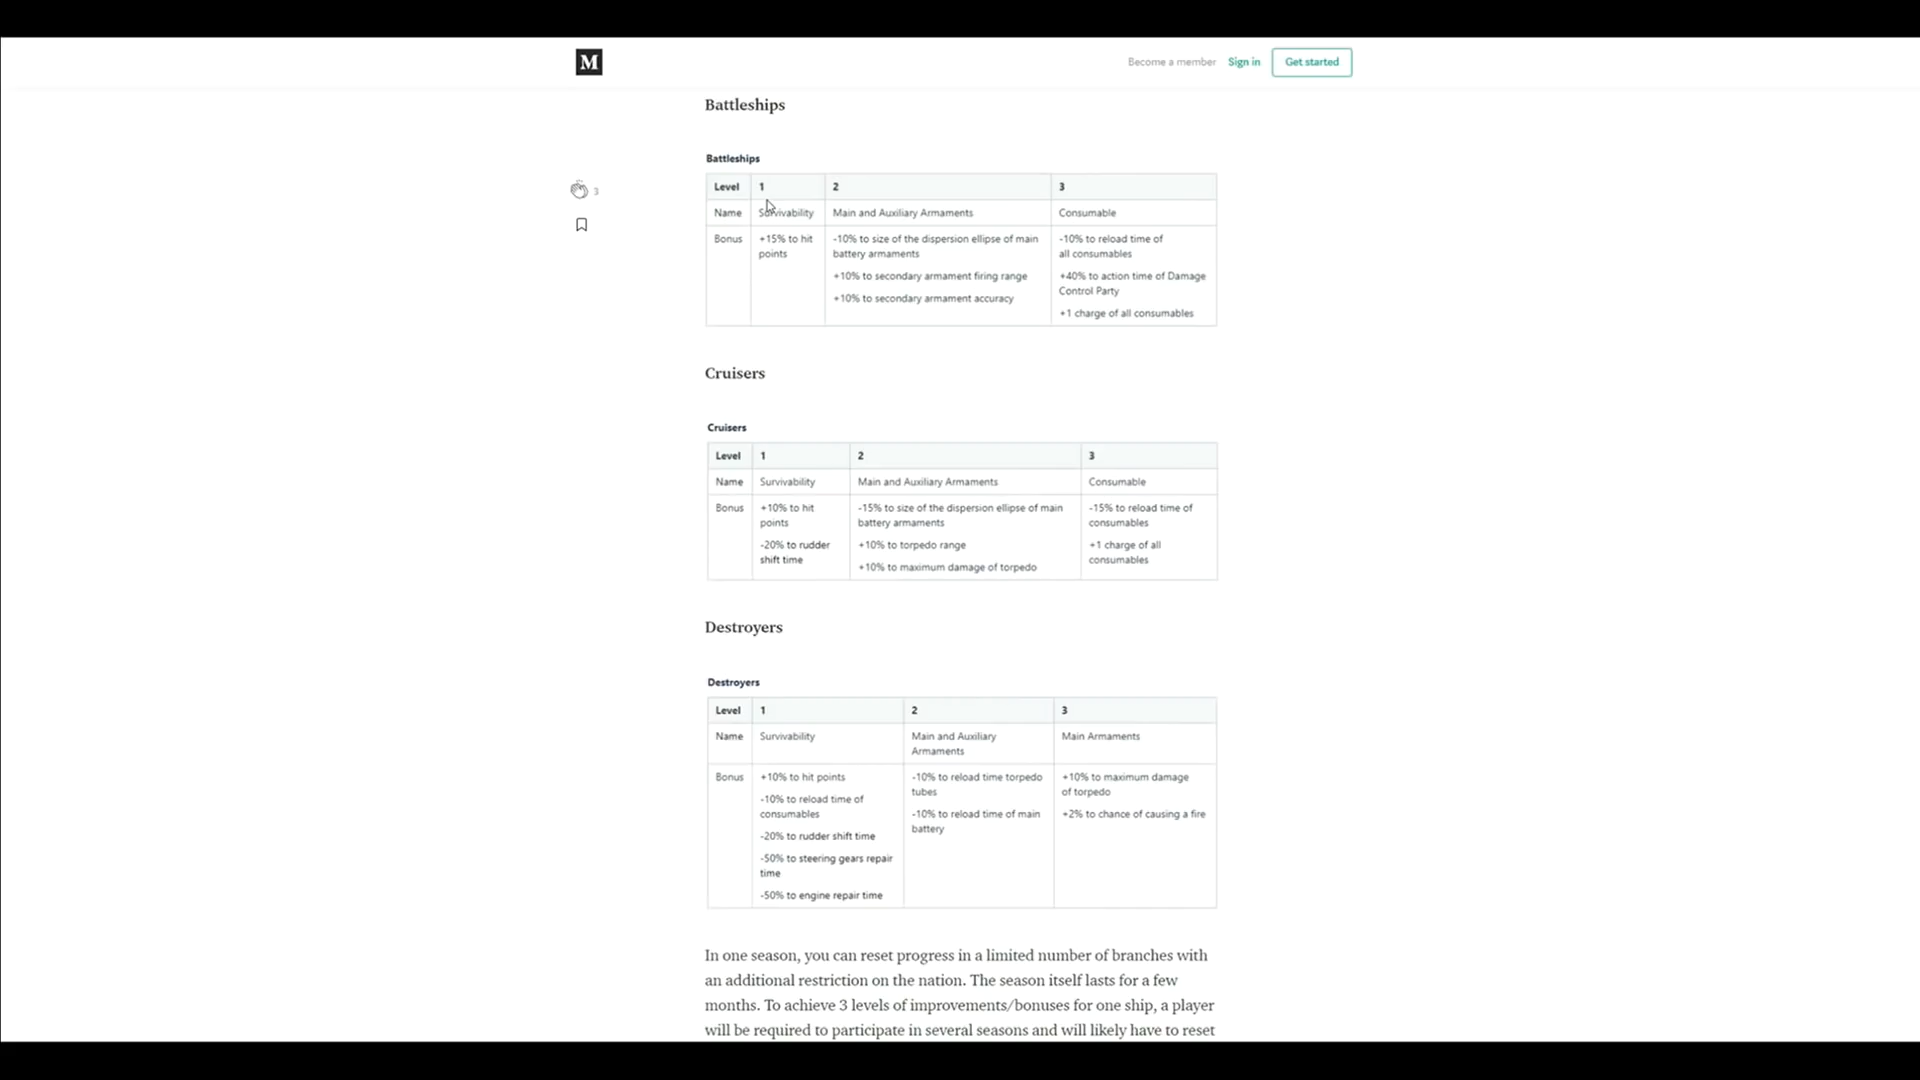 M
Become a member Sign in Get started
Battleships
Battleships
Level 1 2 3
Name Survivability Main and Auxiliary Armaments Consumable
Bonus +15% to hit points -10% to size of the dispersion ellipse of main battery armaments -10% to reload time of all consumables
+10% to secondary armament firing range +40% to action time of Damage Control Party
+10% to secondary armament accuracy +1 charge of all consumables
3
Cruisers
Cruisers
Level 1 2 3
Name Survivability Main and Auxiliary Armaments Consumable
Bonus +10% to hit points -15% to size of the dispersion ellipse of main battery armaments -15% to reload time of consumables
-20% to rudder shift time +10% to torpedo range +1 charge of all consumables
+10% to maximum damage of torpedo
Destroyers
Destroyers
Level 1 2 3
Name Survivability Main and Auxiliary Armaments Main Armaments
Bonus +10% to hit points -10% to reload time torpedo tubes +10% to maximum damage of torpedo
-10% to reload time of consumables -10% to reload time of main battery +2% to chance of causing a fire
-20% to rudder shift time
-50% to steering gears repair time
-50% to engine repair time
In one season, you can reset progress in a limited number of branches with
an additional restriction on the nation. The season itself lasts for a few
months. To achieve 3 levels of improvements/bonuses for one ship, a player
will be required to participate in several seasons and will likely have to reset